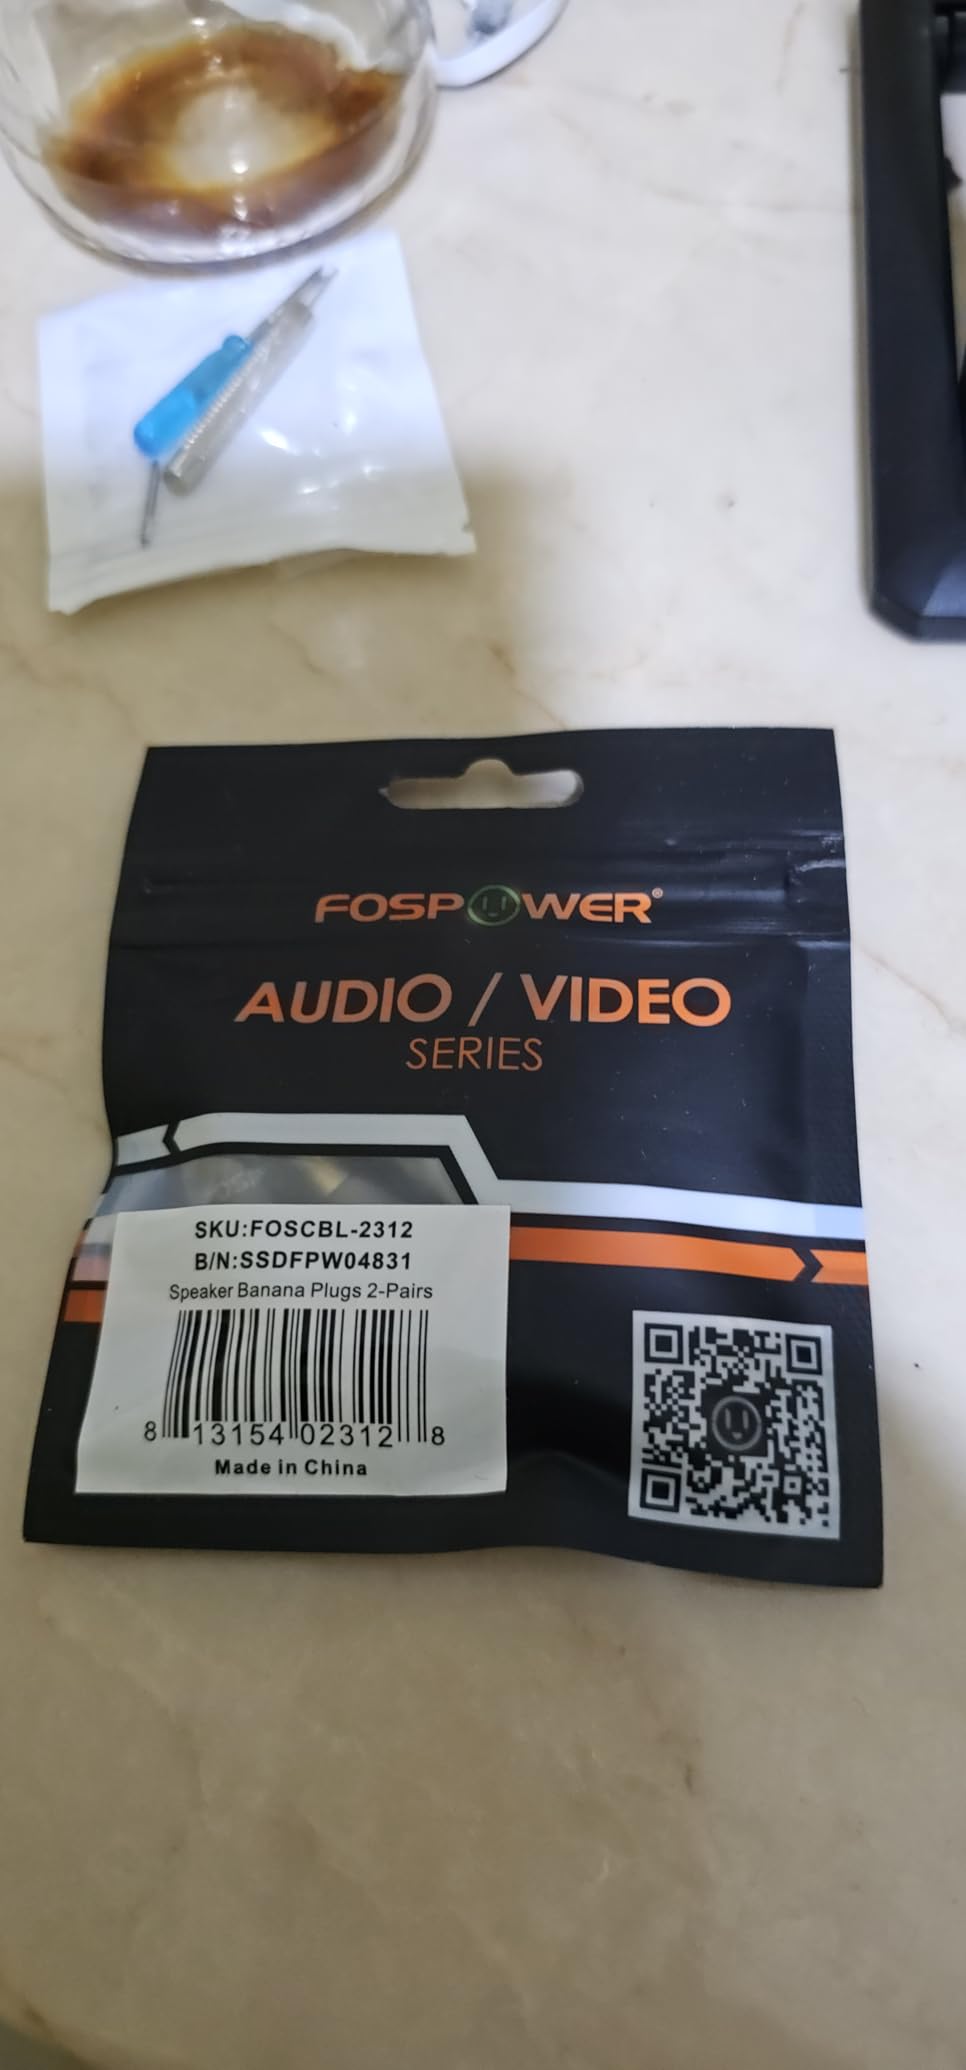 FOSPOWER®
AUDIO / VIDEO
SERIES
SKU:FOSCBL-2312
B/N:SSDFPW04831
Speaker Banana Plugs 2-Pairs
8 13154 02312 8
Made in China